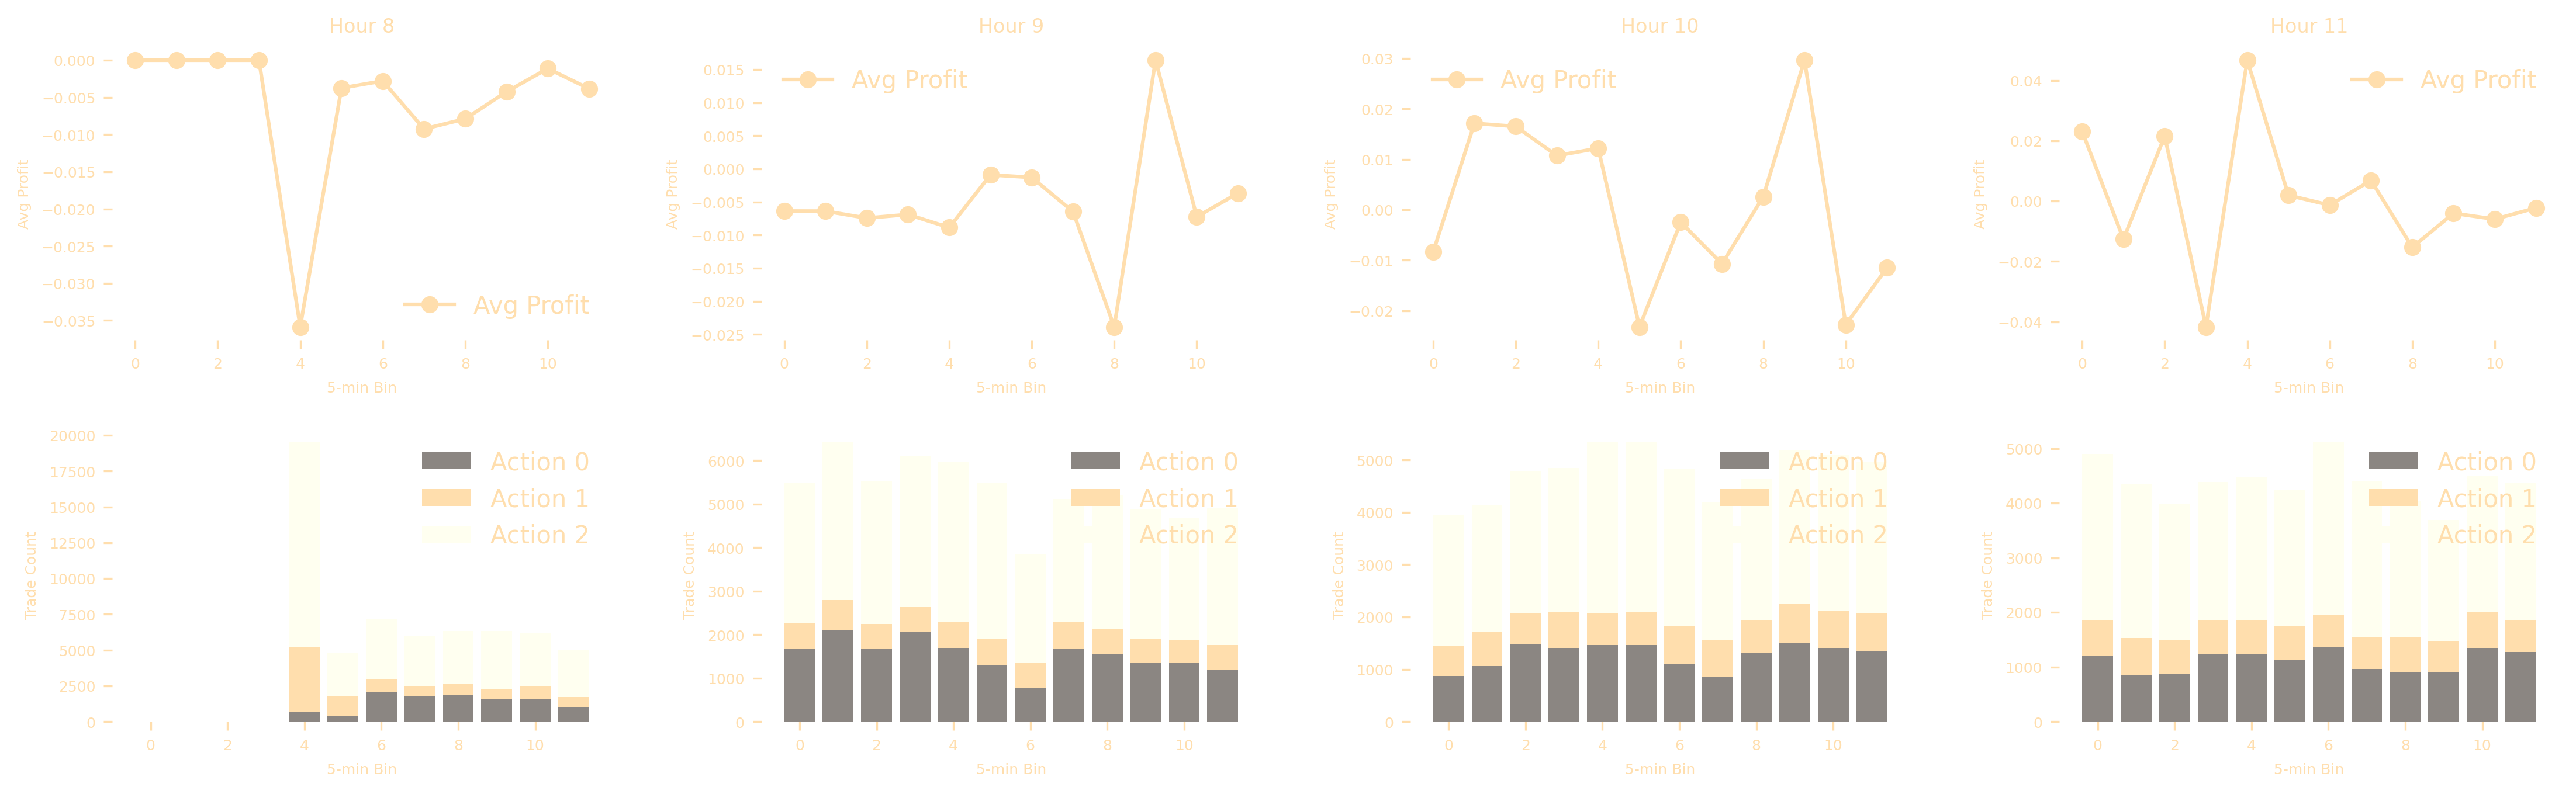 Hour 8
Avg Profit
0.000
−0.005
−0.010
−0.015
−0.020
−0.025
−0.030
−0.035
Avg Profit
0 2 4 6 8 10
5-min Bin
Hour 9
Avg Profit
0.015
0.010
0.005
0.000
−0.005
−0.010
−0.015
−0.020
−0.025
Avg Profit
0 2 4 6 8 10
5-min Bin
Hour 10
Avg Profit
0.03
0.02
0.01
0.00
−0.01
−0.02
Avg Profit
0 2 4 6 8 10
5-min Bin
Hour 11
Avg Profit
0.04
0.02
0.00
−0.02
−0.04
Avg Profit
0 2 4 6 8 10
5-min Bin
Trade Count
20000
17500
15000
12500
10000
7500
5000
2500
0
Action 0
Action 1
Action 2
0 2 4 6 8 10
5-min Bin
Trade Count
6000
5000
4000
3000
2000
1000
0
Action 0
Action 1
Action 2
0 2 4 6 8 10
5-min Bin
Trade Count
5000
4000
3000
2000
1000
0
Action 0
Action 1
Action 2
0 2 4 6 8 10
5-min Bin
Trade Count
5000
4000
3000
2000
1000
0
Action 0
Action 1
Action 2
0 2 4 6 8 10
5-min Bin